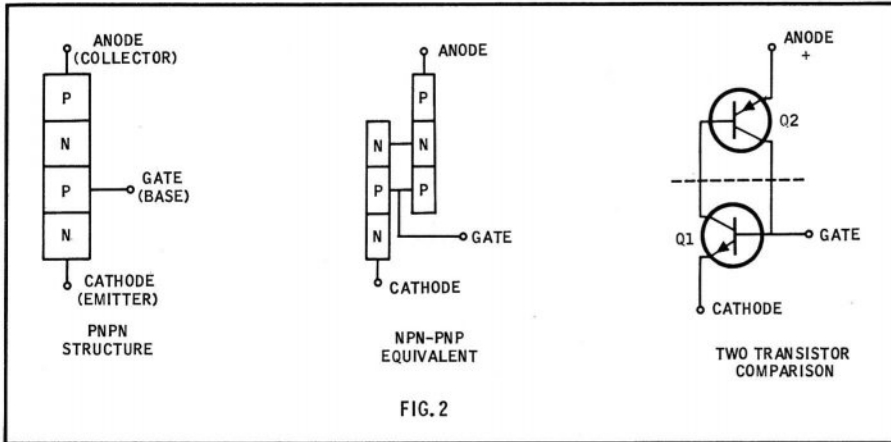 ANODE
(COLLECTOR)
P
N
P
N
GATE
(BASE)
CATHODE
(EMITTER)
PNPN
STRUCTURE
ANODE
P
N
N
P
P
N
GATE
CATHODE
NPN-PNP
EQUIVALENT
ANODE
+
Q2
Q1
GATE
CATHODE
TWO TRANSISTOR
COMPARISON
FIG. 2